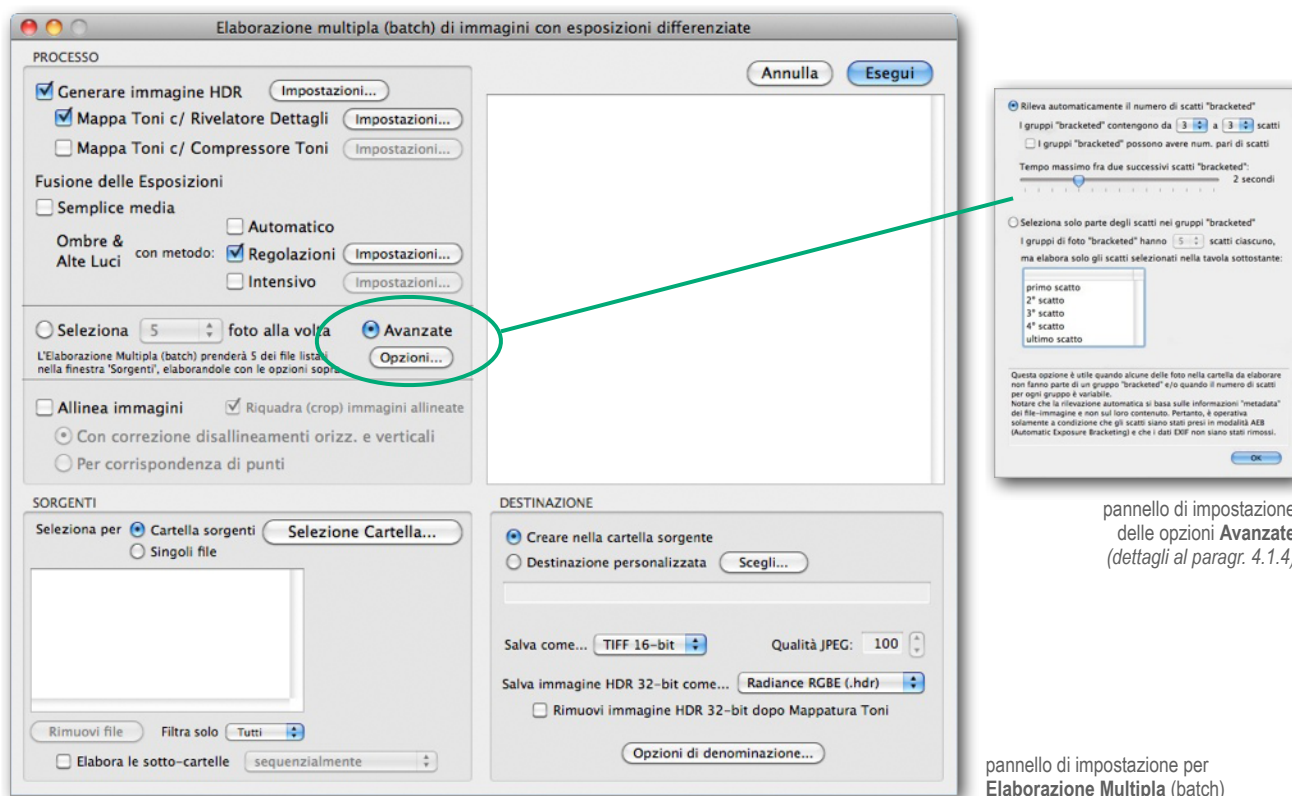 Elaborazione multipla (batch) di immagini con esposizioni differenziate
PROCESSO
Annulla
Esegui
Generare immagine HDR
Impostazioni...
Mappa Toni c/ Rivelatore Dettagli
Impostazioni...
Mappa Toni c/ Compressore Toni
Impostazioni...
Fusione delle Esposizioni
Semplice media
Ombre &
Alte Luci
con metodo:
Automatico
Regolazioni
Impostazioni...
Intensivo
Impostazioni...
Seleziona 5 foto alla volta
Avanzate
L'Elaborazione Multipla (batch) prenderà 5 dei file listati
nella finestra 'Sorgenti', elaborandole con le opzioni sopra
Opzioni...
Allinea immagini
Riquadra (crop) immagini allineate
Con correzione disallineamenti orizz. e verticali
Per corrispondenza di punti
SORGENTI
Seleziona per
Cartella sorgenti
Selezione Cartella...
Singoli file
Rimuovi file
Filtra solo
Tutti
Elabora le sotto-cartelle
sequenzialmente
DESTINAZIONE
Creare nella cartella sorgente
Destinazione personalizzata
Scegli...
Salva come...
TIFF 16-bit
Qualità JPEG: 100
Salva immagine HDR 32-bit come...
Radiance RGBE (.hdr)
Rimuovi immagine HDR 32-bit dopo Mappatura Toni
Opzioni di denominazione...
Rileva automaticamente il numero di scatti "bracketed"
I gruppi "bracketed" contengono da 3 a 3 scatti
I gruppi "bracketed" possono avere num. pari di scatti
Tempo massimo fra due successivi scatti "bracketed":
2 secondi
Seleziona solo parte degli scatti nei gruppi "bracketed"
I gruppi di foto "bracketed" hanno 5 scatti ciascuno,
ma elabora solo gli scatti selezionati nella tavola sottostante:
primo scatto
2° scatto
3° scatto
4° scatto
ultimo scatto
Questa opzione è utile quando alcune delle foto nella cartella da elaborare
non fanno parte di un gruppo "bracketed" e/o quando il numero di scatti
per ogni gruppo è variabile.
Notare che la rilevazione automatica si basa sulle informazioni "metadata"
dei file-immagine e non sul loro contenuto. Pertanto, è operativa
solamente a condizione che gli scatti siano stati presi in modalità AEB
(Automatic Exposure Bracketing) e che i dati EXIF non siano stati rimossi.
OK
pannello di impostazione
delle opzioni Avanzate
(dettagli al paragr. 4.1.4)
pannello di impostazione per
Elaborazione Multipla (batch)